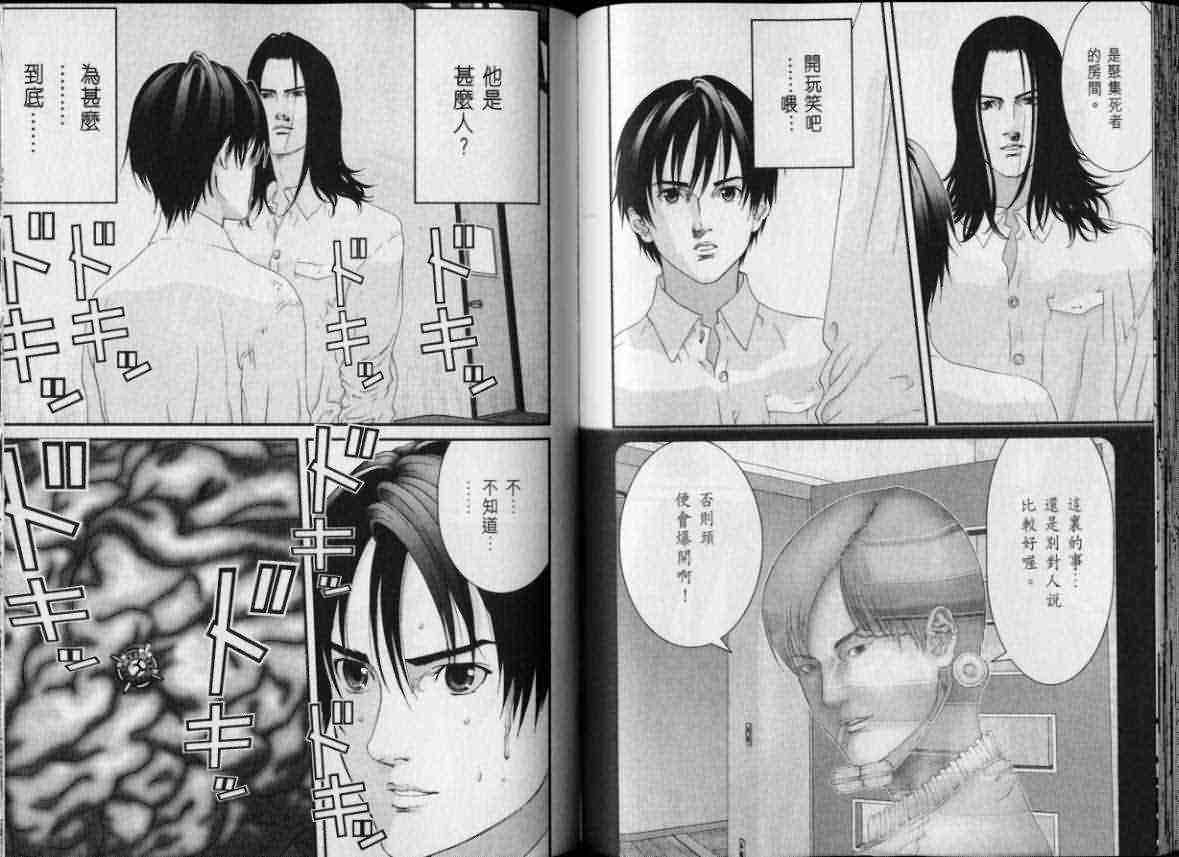 是聚集死者
的房間。
開玩笑吧
……喂…
這裏的事…
還是別對人說
比較好喔。
否則頭
便會爆開啊！
他是
甚麼人？
為甚麼
………
到底……
ドキッ
ドキッ
ドキッ
ドキッ
不…
不知道…
……
ドキッ
ドキッ
ドキッ
ドキッ